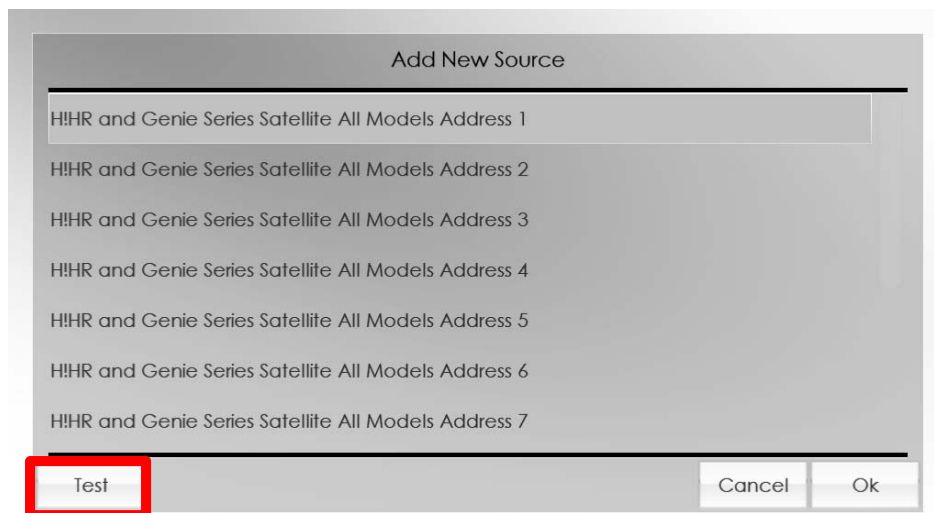 Add New Source
H!HR and Genie Series Satellite All Models Address 1
H!HR and Genie Series Satellite All Models Address 2
H!HR and Genie Series Satellite All Models Address 3
H!HR and Genie Series Satellite All Models Address 4
H!HR and Genie Series Satellite All Models Address 5
H!HR and Genie Series Satellite All Models Address 6
H!HR and Genie Series Satellite All Models Address 7
Test Cancel Ok